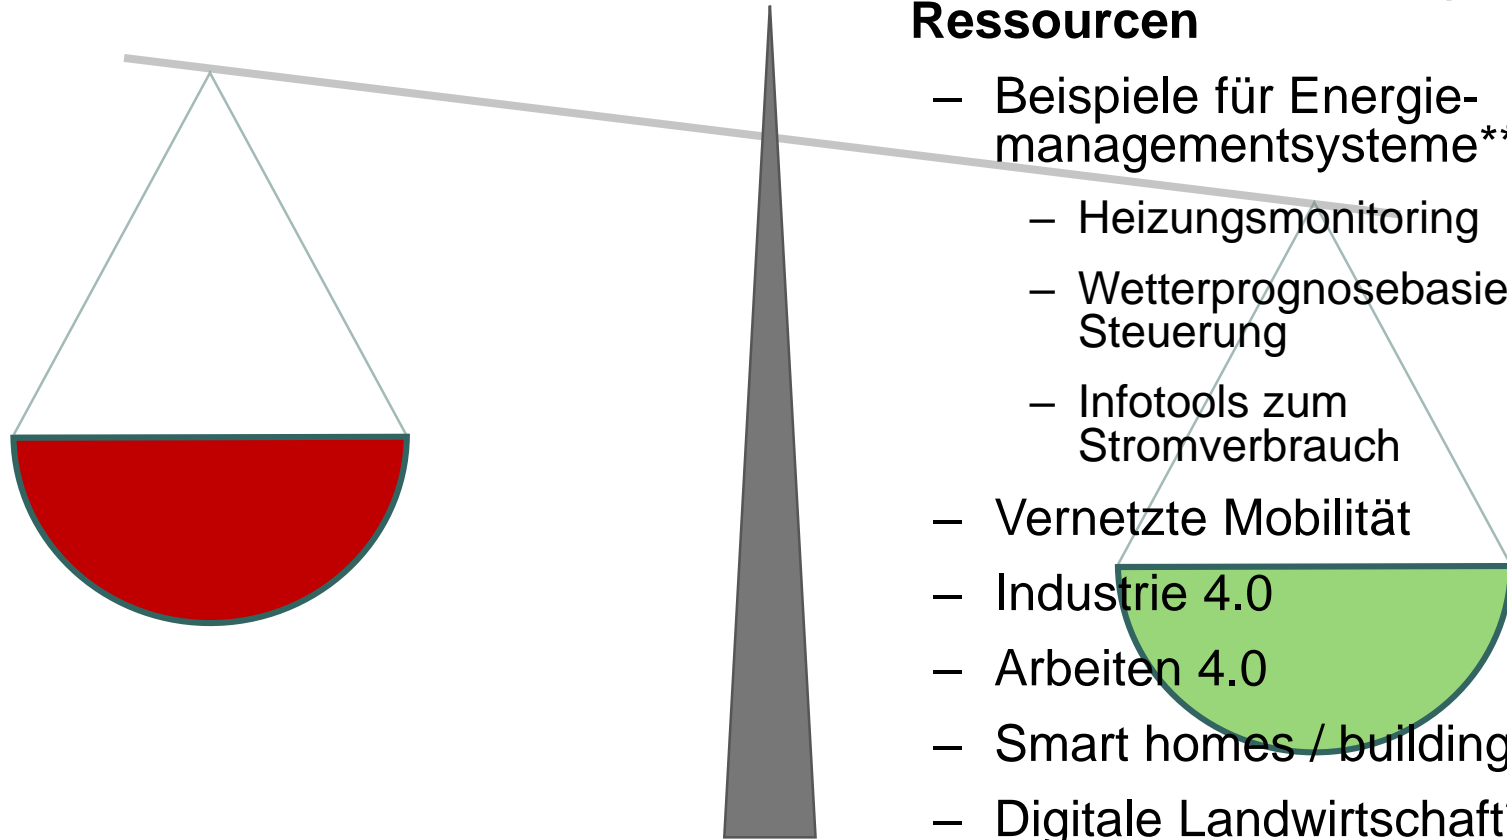 Ressourcen
– Beispiele für Energie-
managementsysteme**
– Heizungsmonitoring
– Wetterprognosebasie
Steuerung
– Infotools zum
Stromverbrauch
– Vernetzte Mobilität
– Industrie 4.0
– Arbeiten 4.0
– Smart homes / building
– Digitale Landwirtschaft